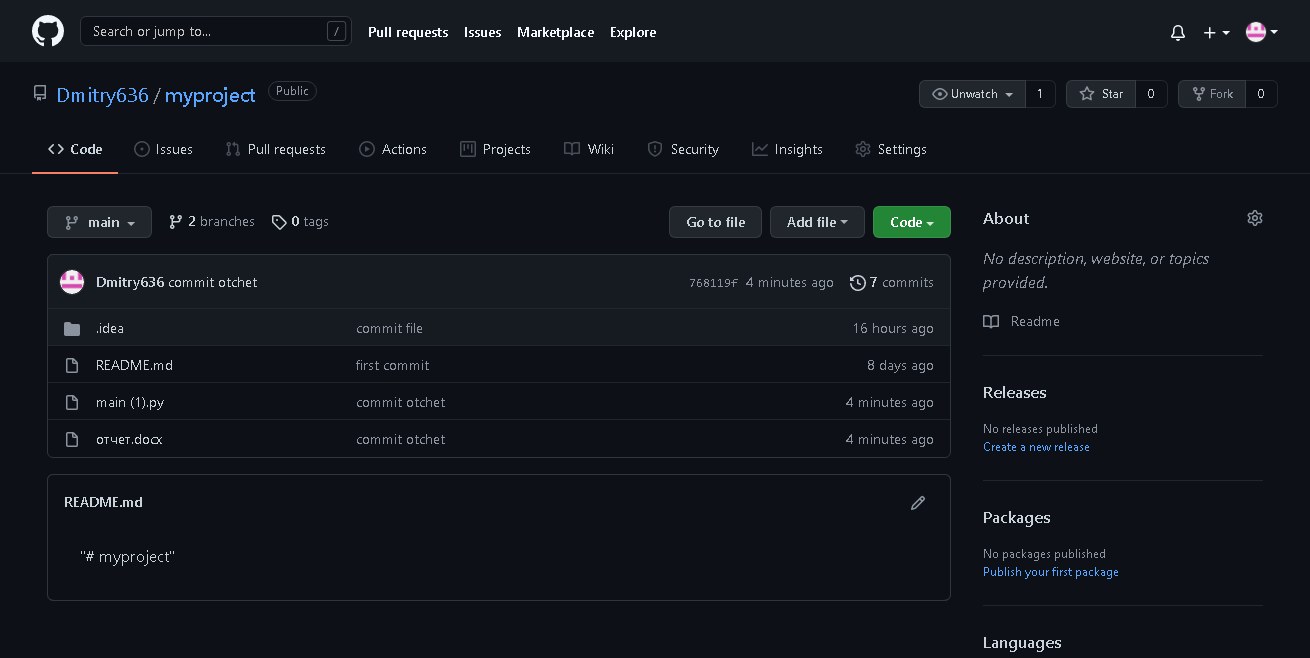 Search or jump to... /
Pull requests Issues Marketplace Explore
Dmitry636 / myproject Public
Unwatch 1 Star 0 Fork 0
Code Issues Pull requests Actions Projects Wiki Security Insights Settings
main 2 branches 0 tags Go to file Add file Code
Dmitry636 commit otchet 768119f 4 minutes ago 7 commits
.idea commit file 16 hours ago
README.md first commit 8 days ago
main (1).py commit otchet 4 minutes ago
отчет.docx commit otchet 4 minutes ago
README.md
"# myproject"
About
No description, website, or topics
provided.
Readme
Releases
No releases published
Create a new release
Packages
No packages published
Publish your first package
Languages